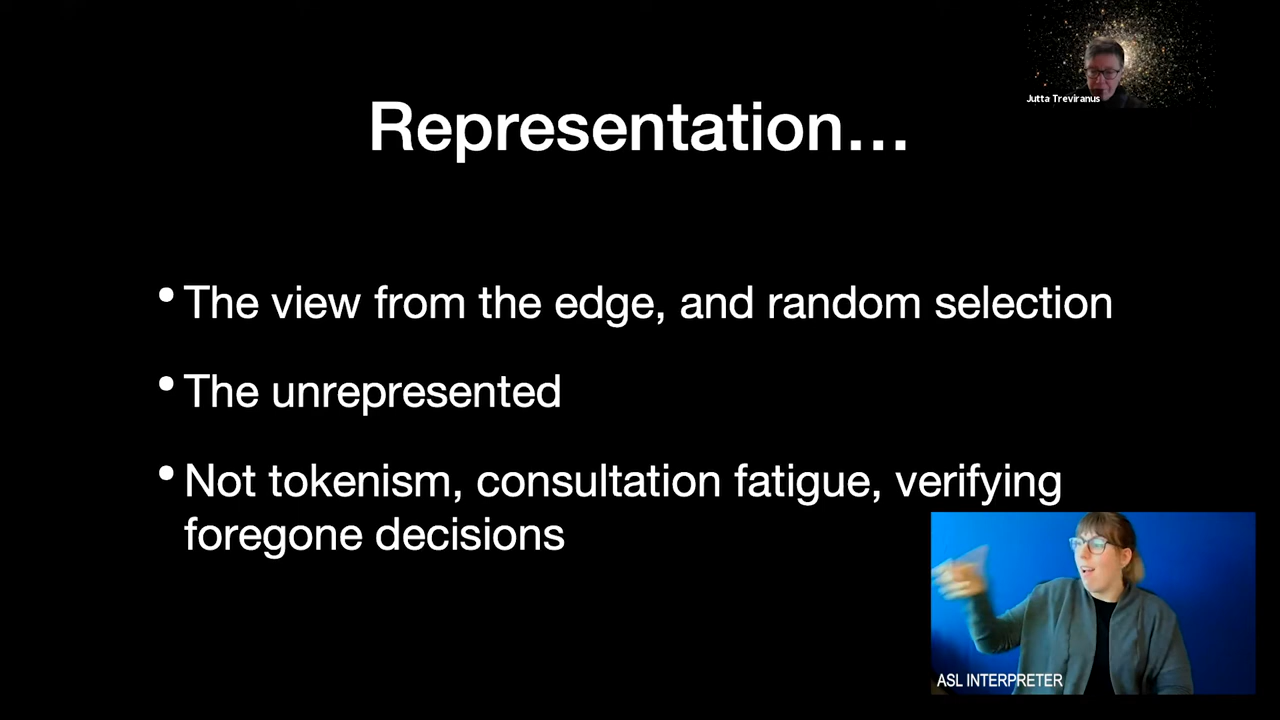 Jutta Treviranus
Representation…
• The view from the edge, and random selection
• The unrepresented
• Not tokenism, consultation fatigue, verifying
foregone decisions
ASL INTERPRETER